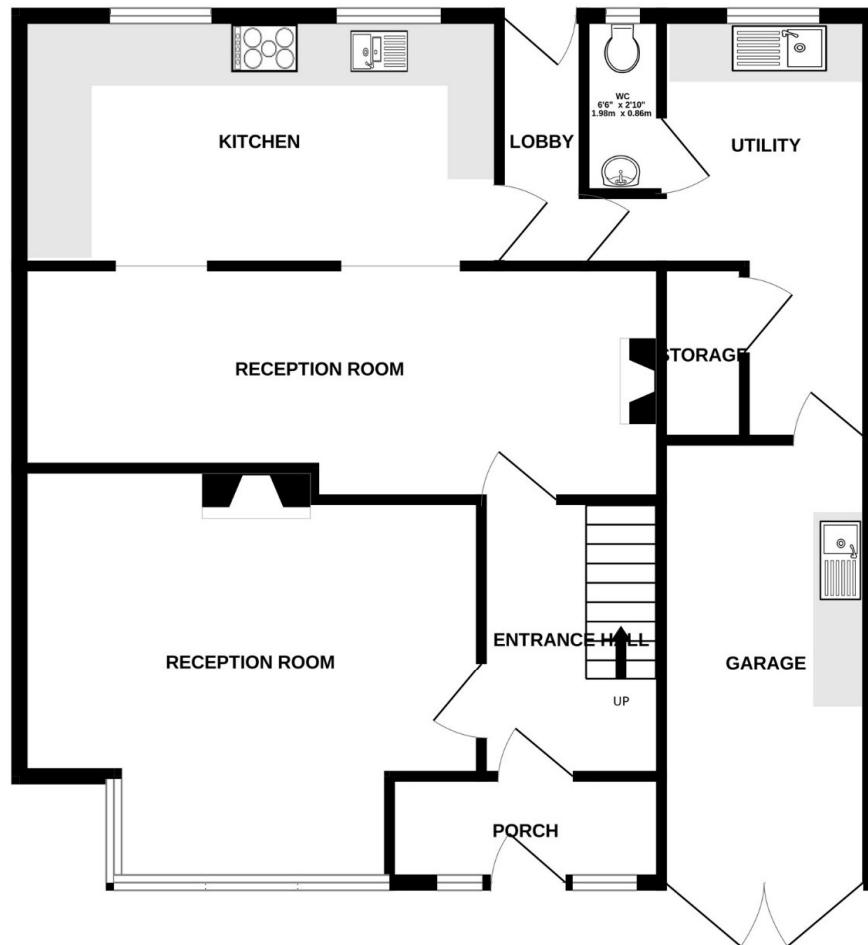 WC
6'6" x 2'10"
1.98m x 0.86m
KITCHEN
LOBBY
UTILITY
STORAGE
RECEPTION ROOM
ENTRANCE HALL
RECEPTION ROOM
GARAGE
UP
PORCH